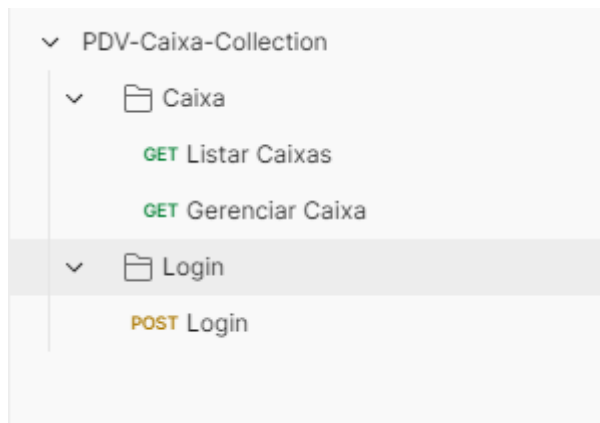 PDV-Caixa-Collection
Caixa
GET Listar Caixas
GET Gerenciar Caixa
Login
POST Login